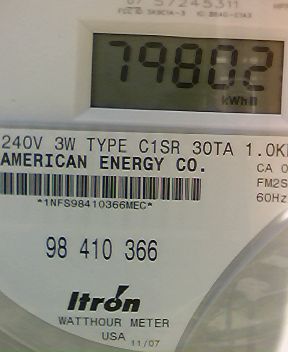 79802
kWh
240V 3W TYPE C1SR 30TA 1.0K
AMERICAN ENERGY CO.
CA 0
FM2S
60Hz
*1NFS98410366MEC*
98 410 366
Itrón
WATTHOUR METER
USA 11/07